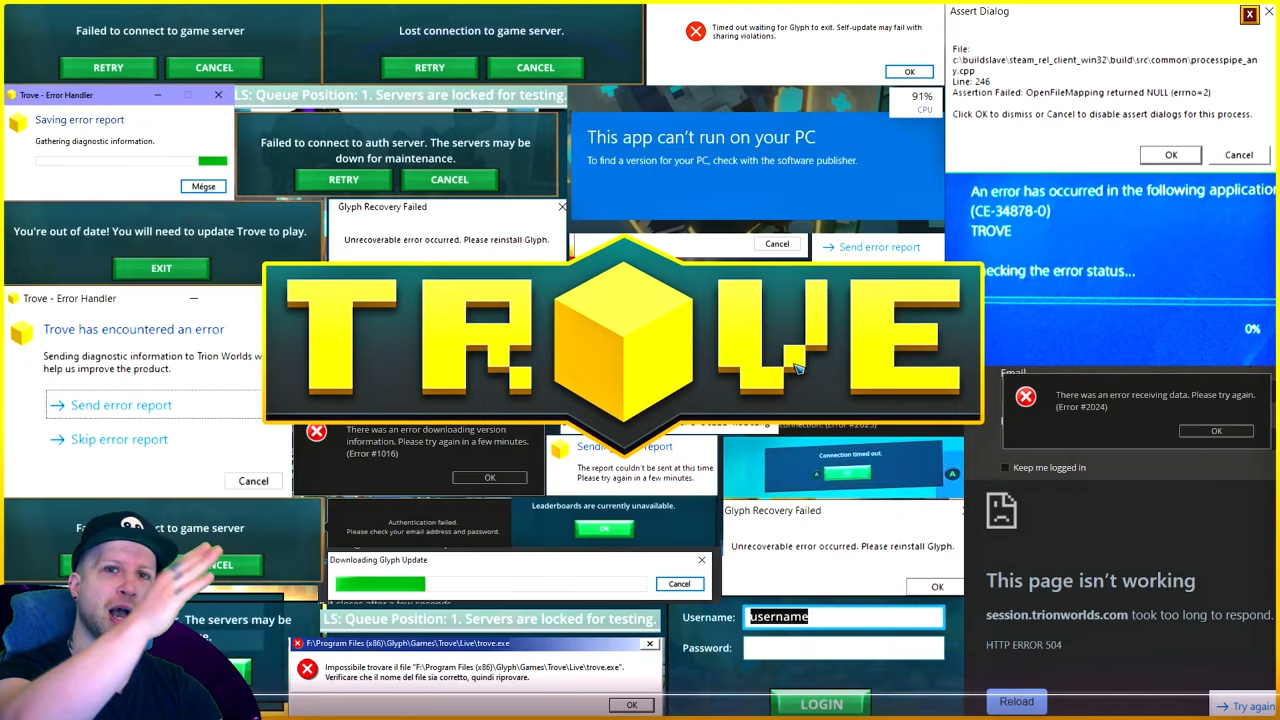 Failed to connect to game server
RETRY
CANCEL
Lost connection to game server.
RETRY
CANCEL
Timed out waiting for Glyph to exit. Self-update may fail with
sharing violations.
OK
Assert Dialog
X
File:
c:\buildslave\steam_rel_client_win32\build\src\common\processpipe_an
y.cpp
Line: 246
Assertion Failed: OpenFileMapping returned NULL (errno=2)
Click OK to dismiss or Cancel to disable assert dialogs for this process.
OK
Cancel
Trove - Error Handler
Saving error report
Gathering diagnostic information.
Mégse
LS: Queue Position: 1. Servers are locked for testing.
91%
CPU
Failed to connect to auth server. The servers may be
down for maintenance.
RETRY
CANCEL
This app can't run on your PC
To find a version for your PC, check with the software publisher.
An error has occurred in the following application
(CE-34878-0)
TROVE
hecking the error status...
0%
You're out of date! You will need to update Trove to play.
EXIT
Glyph Recovery Failed
Unrecoverable error occurred. Please reinstall Glyph.
Cancel
Send error report
TROVE
Trove - Error Handler
Trove has encountered an error
Sending diagnostic information to Trion Worlds w
help us improve the product.
Send error report
Skip error report
Cancel
There was an error downloading version
information. Please try again in a few minutes.
(Error #1016)
OK
The report couldn't be sent at this time
Please try again in a few minutes.
Connection timed out.
A
Email
There was an error receiving data. Please try again.
(Error #2024)
OK
Keep me logged in
Authentication failed.
Please check your email address and password.
Leaderboards are currently unavailable.
OK
Glyph Recovery Failed
Unrecoverable error occurred. Please reinstall Glyph.
OK
ct to game server
CANCEL
Downloading Glyph Update
Cancel
This page isn't working
session.trionworlds.com took too long to respond.
HTTP ERROR 504
Reload
Try again
The servers may be
LS: Queue Position: 1. Servers are locked for testing.
F:\Program Files (x86)\Glyph\Games\Trove\Live\trove.exe
Impossibile trovare il file "F:\Program Files (x86)\Glyph\Games\Trove\Live\trove.exe".
Verificare che il nome del file sia corretto, quindi riprovare.
OK
Username:
username
Password:
LOGIN